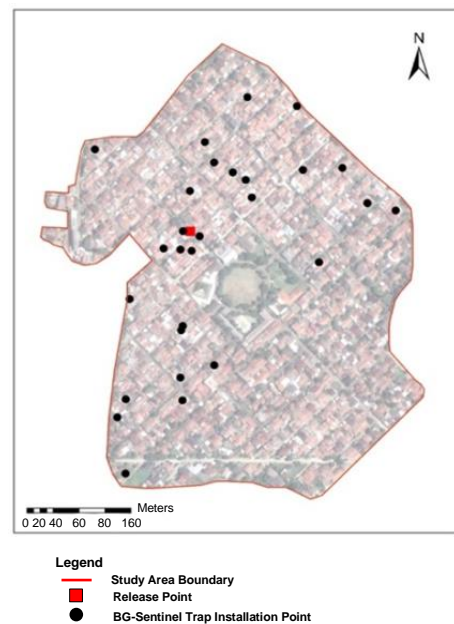 N
Meters
0 20 40 60 80 160
Legend
Study Area Boundary
Release Point
BG-Sentinel Trap Installation Point